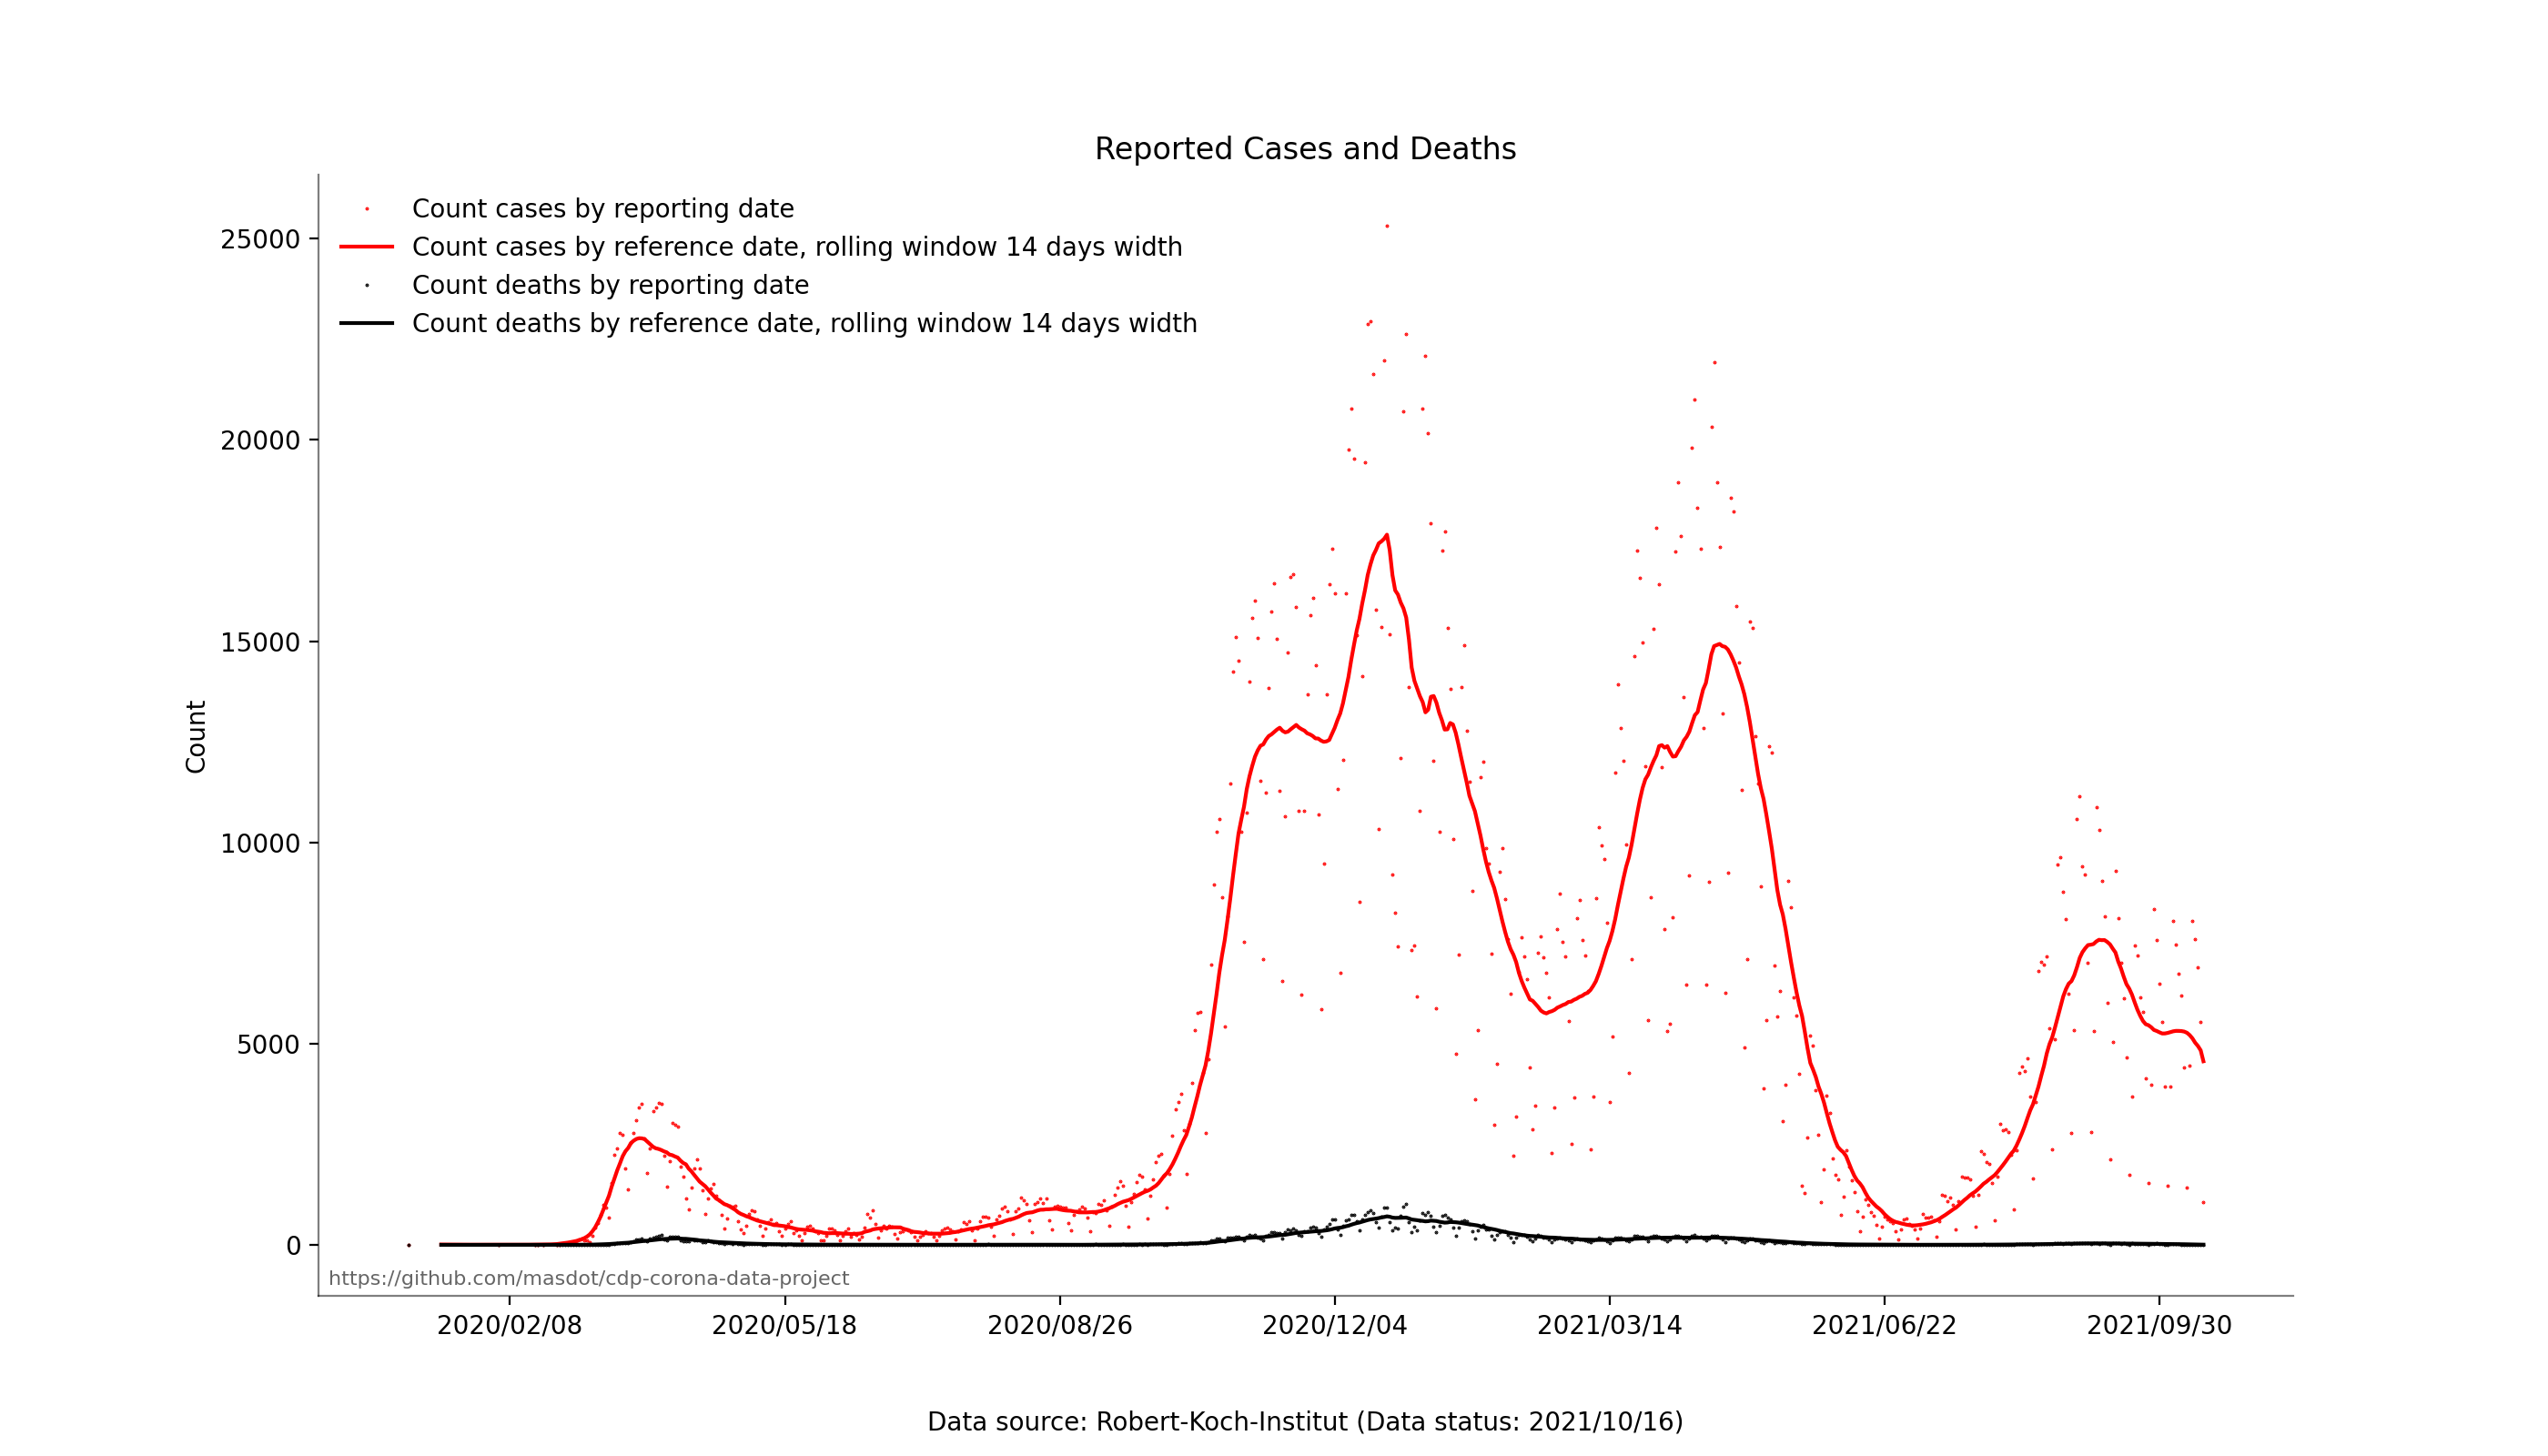 Reported Cases and Deaths
Count cases by reporting date
Count cases by reference date, rolling window 14 days width
Count deaths by reporting date
Count deaths by reference date, rolling window 14 days width
25000
20000
15000
10000
5000
0
Count
https://github.com/masdot/cdp-corona-data-project
2020/02/08 2020/05/18 2020/08/26 2020/12/04 2021/03/14 2021/06/22 2021/09/30
Data source: Robert-Koch-Institut (Data status: 2021/10/16)